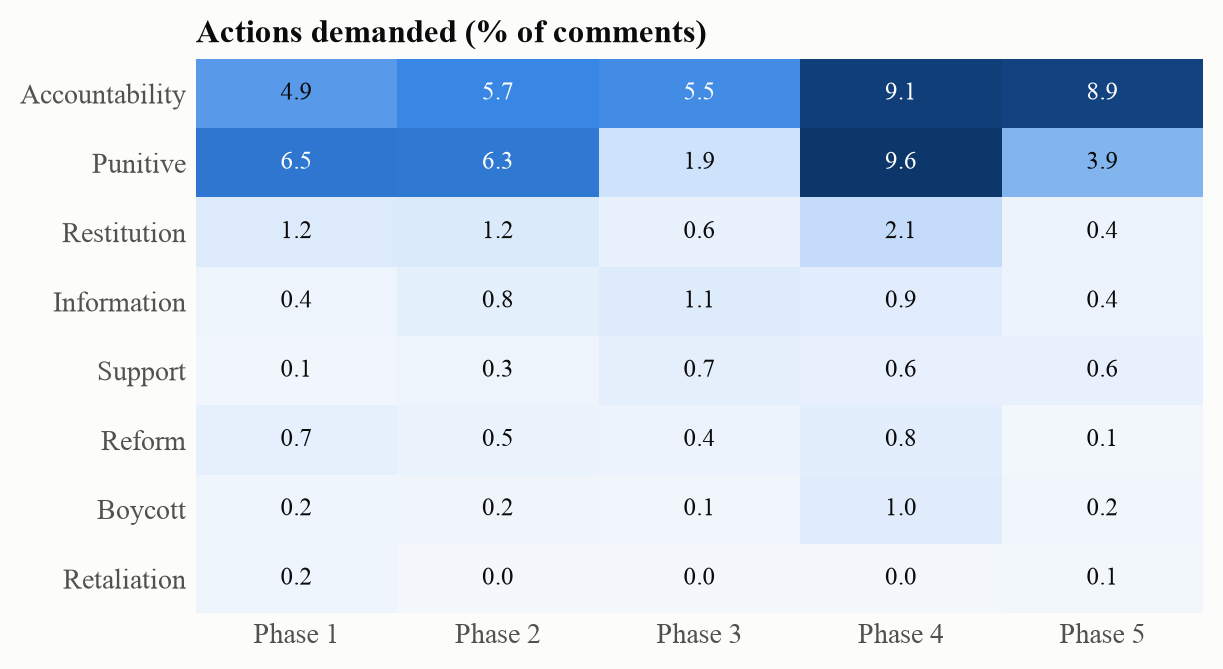 Actions demanded (% of comments)
Accountability 4.9 5.7 5.5 9.1 8.9
Punitive 6.5 6.3 1.9 9.6 3.9
Restitution 1.2 1.2 0.6 2.1 0.4
Information 0.4 0.8 1.1 0.9 0.4
Support 0.1 0.3 0.7 0.6 0.6
Reform 0.7 0.5 0.4 0.8 0.1
Boycott 0.2 0.2 0.1 1.0 0.2
Retaliation 0.2 0.0 0.0 0.0 0.1
Phase 1 Phase 2 Phase 3 Phase 4 Phase 5